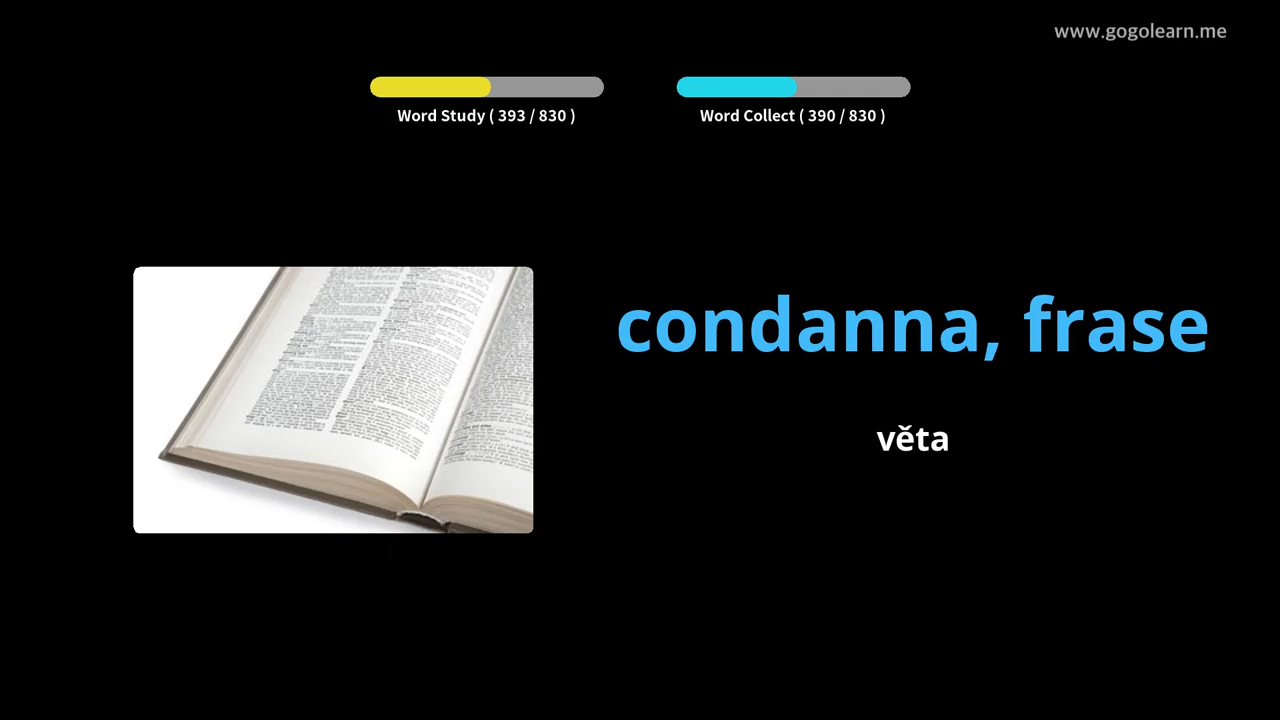 www.gogolearn.me
Word Study ( 393 / 830 )
Word Collect ( 390 / 830 )
condanna, frase
věta